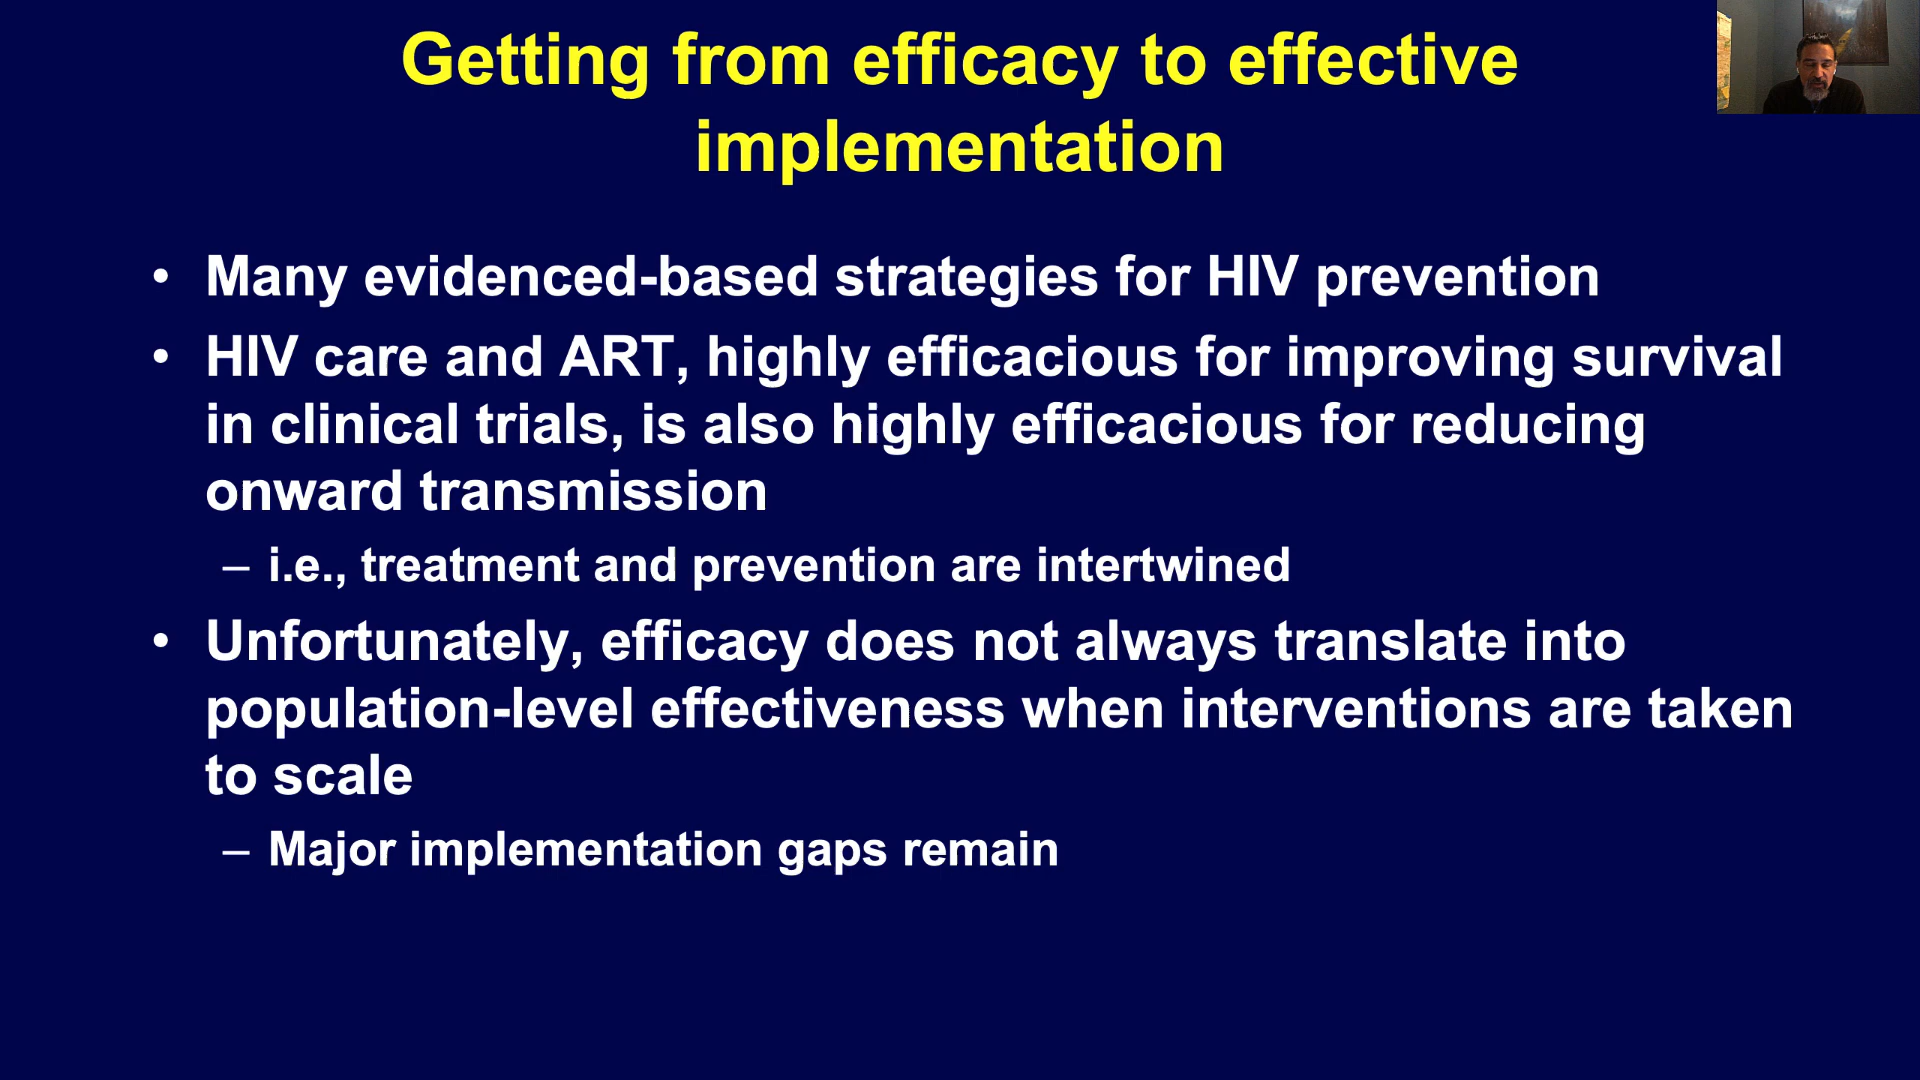 Getting from efficacy to effective
implementation
• Many evidenced-based strategies for HIV prevention
• HIV care and ART, highly efficacious for improving survival
in clinical trials, is also highly efficacious for reducing
onward transmission
– i.e., treatment and prevention are intertwined
• Unfortunately, efficacy does not always translate into
population-level effectiveness when interventions are taken
to scale
– Major implementation gaps remain